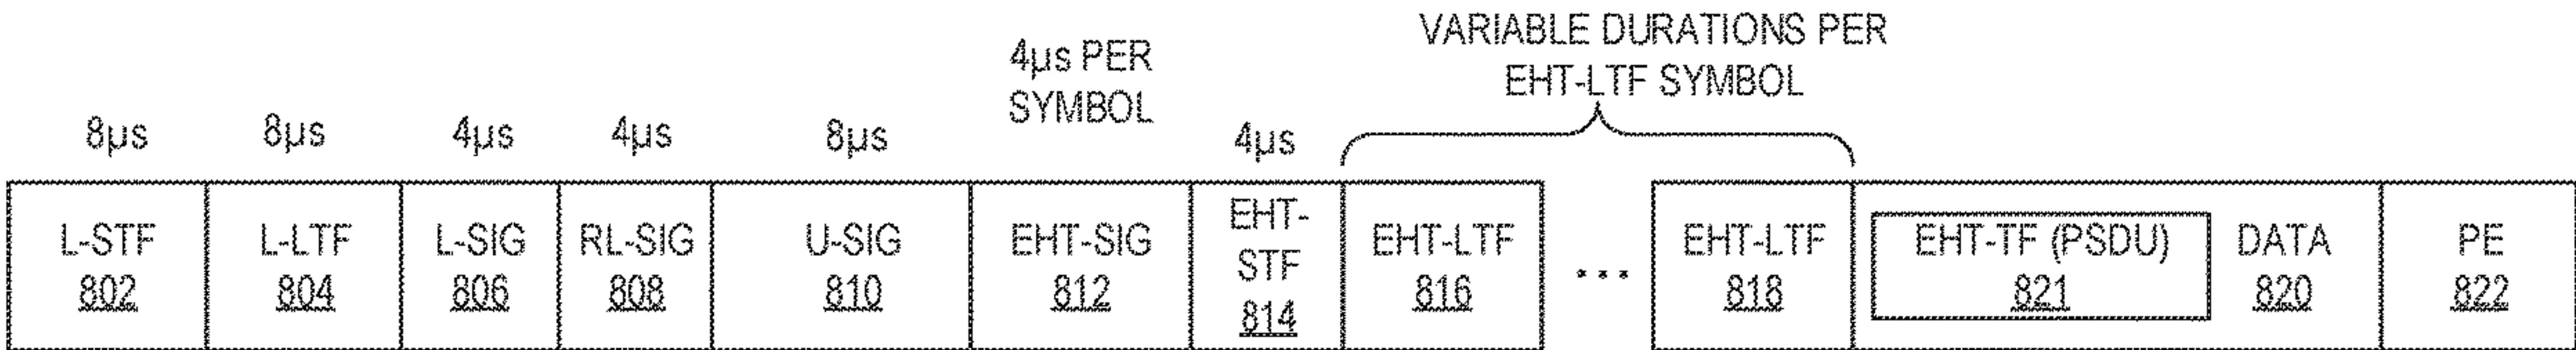 VARIABLE DURATIONS PER
EHT-LTF SYMBOL
4µs PER
SYMBOL
8µs 8µs 4µs 4µs 8µs 4µs
L-STF
802
L-LTF
804
L-SIG
806
RL-SIG
808
U-SIG
810
EHT-SIG
812
EHT-
STF
814
EHT-LTF
816
...
EHT-LTF
818
EHT-TF (PSDU)
821
DATA
820
PE
822